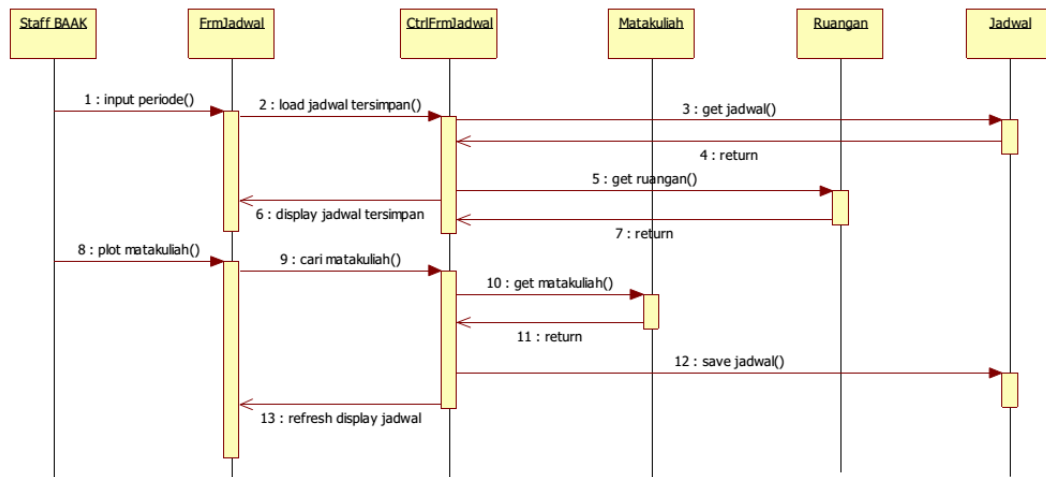 Staff BAAK
FrmJadwal
CtrlFrmJadwal
Matakuliah
Ruangan
Jadwal
1 : input periode()
2 : load jadwal tersimpan()
3 : get jadwal()
4 : return
5 : get ruangan()
6 : display jadwal tersimpan
7 : return
8 : plot matakuliah()
9 : cari matakuliah()
10 : get matakuliah()
11 : return
12 : save jadwal()
13 : refresh display jadwal